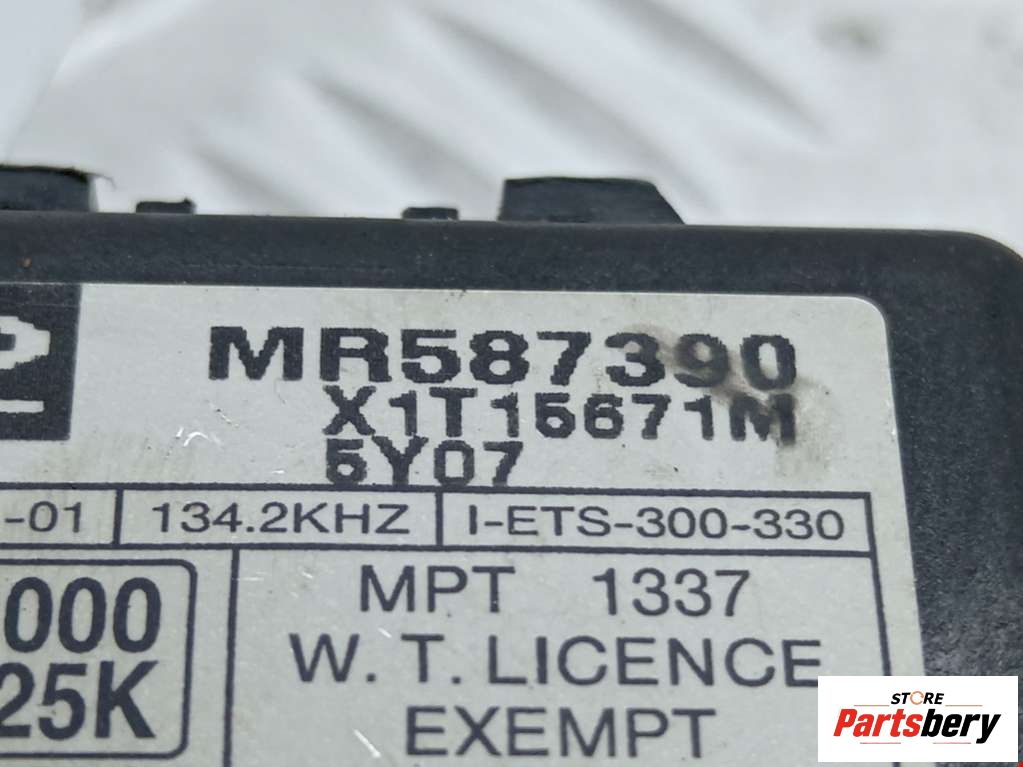 MR587390
X1T15671M
5Y07
-01 134.2KHZ I-ETS-300-330
000
25K
MPT 1337
W. T. LICENCE
EXEMPT
STORE
Partsbery